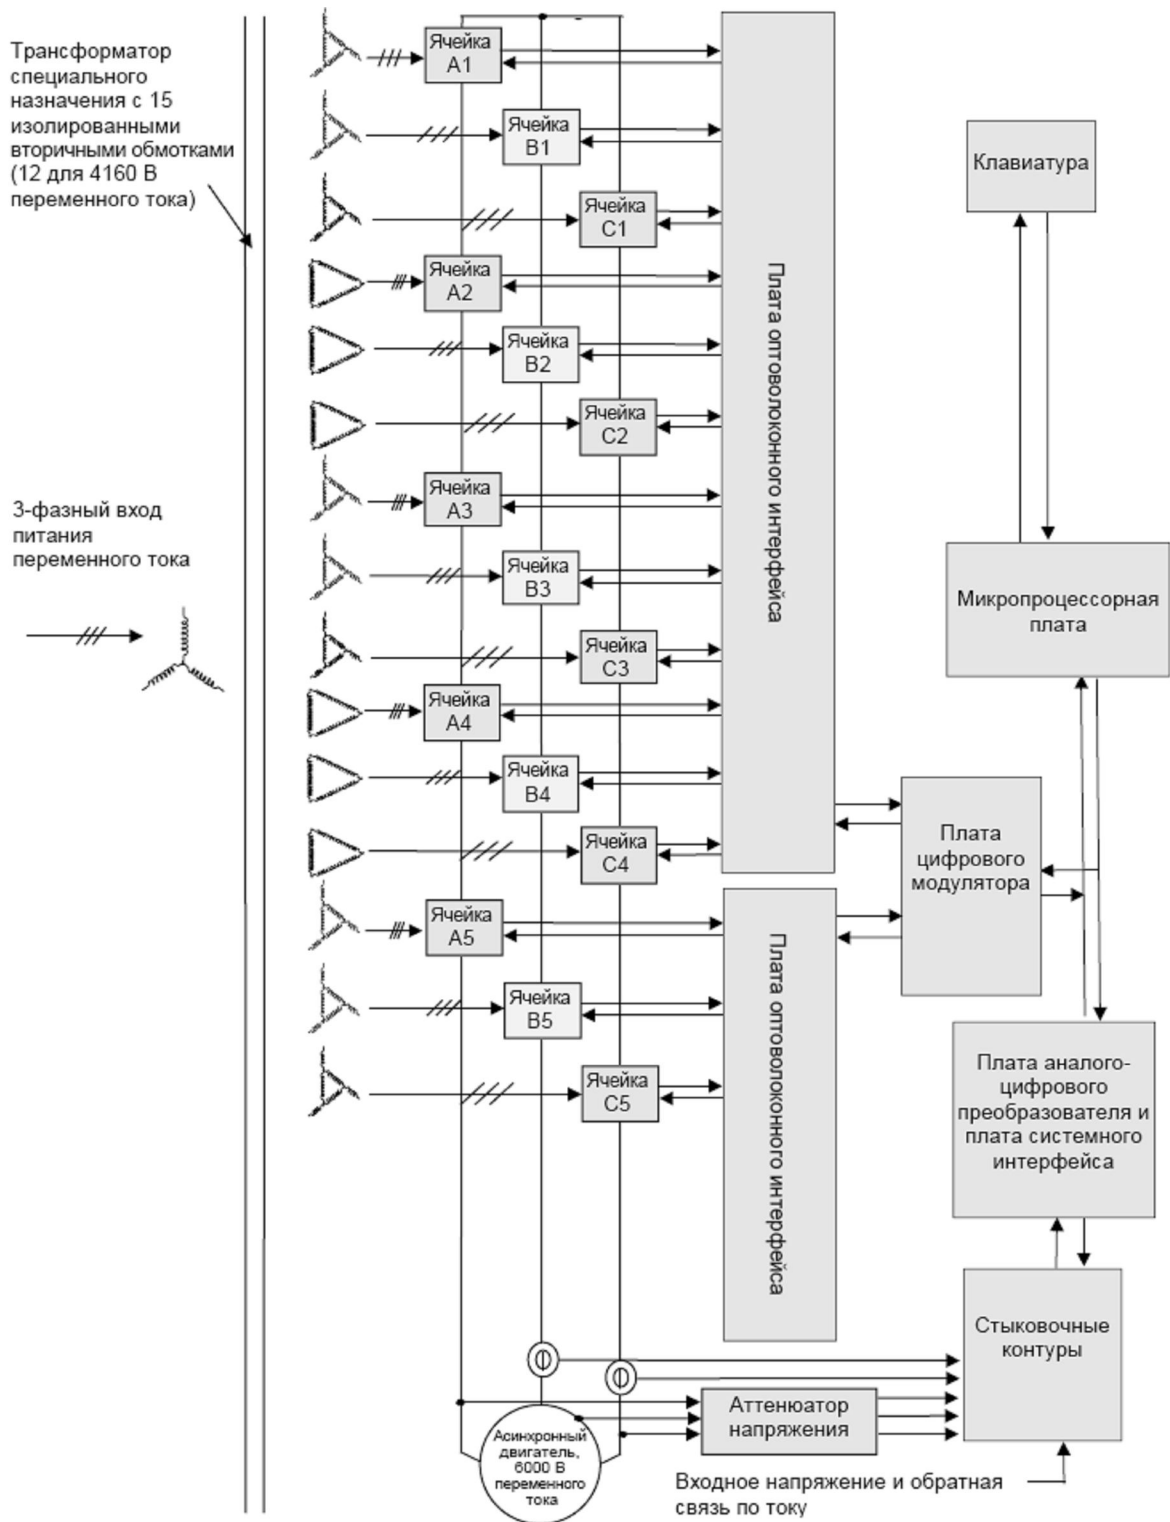 Трансформатор
специального
назначения с 15
изолированными
вторичными обмотками
(12 для 4160 В
переменного тока)
3-фазный вход
питания
переменного тока
Ячейка
A1
Ячейка
B1
Ячейка
C1
Ячейка
A2
Ячейка
B2
Ячейка
C2
Ячейка
A3
Ячейка
B3
Ячейка
C3
Ячейка
A4
Ячейка
B4
Ячейка
C4
Ячейка
A5
Ячейка
B5
Ячейка
C5
Плата оптоволоконного интерфейса
Плата оптоволоконного интерфейса
Клавиатура
Микропроцессорная
плата
Плата
цифрового
модулятора
Плата аналого-
цифрового
преобразователя и
плата системного
интерфейса
Стыковочные
контуры
Аттенюатор
напряжения
Асинхронный
двигатель,
6000 В
переменного
тока
Входное напряжение и обратная
связь по току